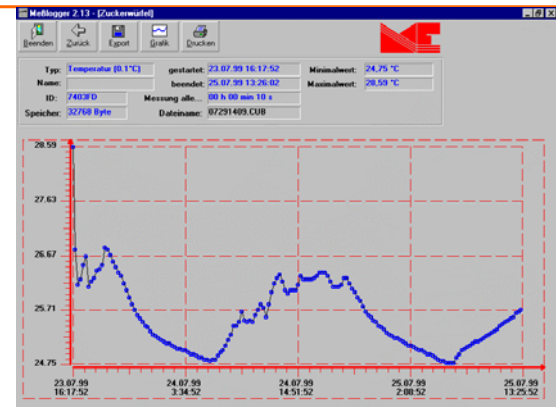 Meßlogger 2.13 - [Zuckerwürfel]
Beenden Zurück Export Grafik Drucken
Typ: Temperatur (0.1°C) gestartet: 23.07.99 16:17:52 Minimalwert: 24,75 °C
Name: beendet: 25.07.99 13:26:02 Maximalwert: 28,59 °C
ID: 7403FD Messung alle... 00 h 00 min 10 s
Speicher: 32768 Byte Dateiname: 07291409.CUB
28.59
27.63
26.67
25.71
24.75
23.07.99 24.07.99 24.07.99 25.07.99 25.07.99
16:17:52 3:34:52 14:51:52 2:08:52 13:25:52